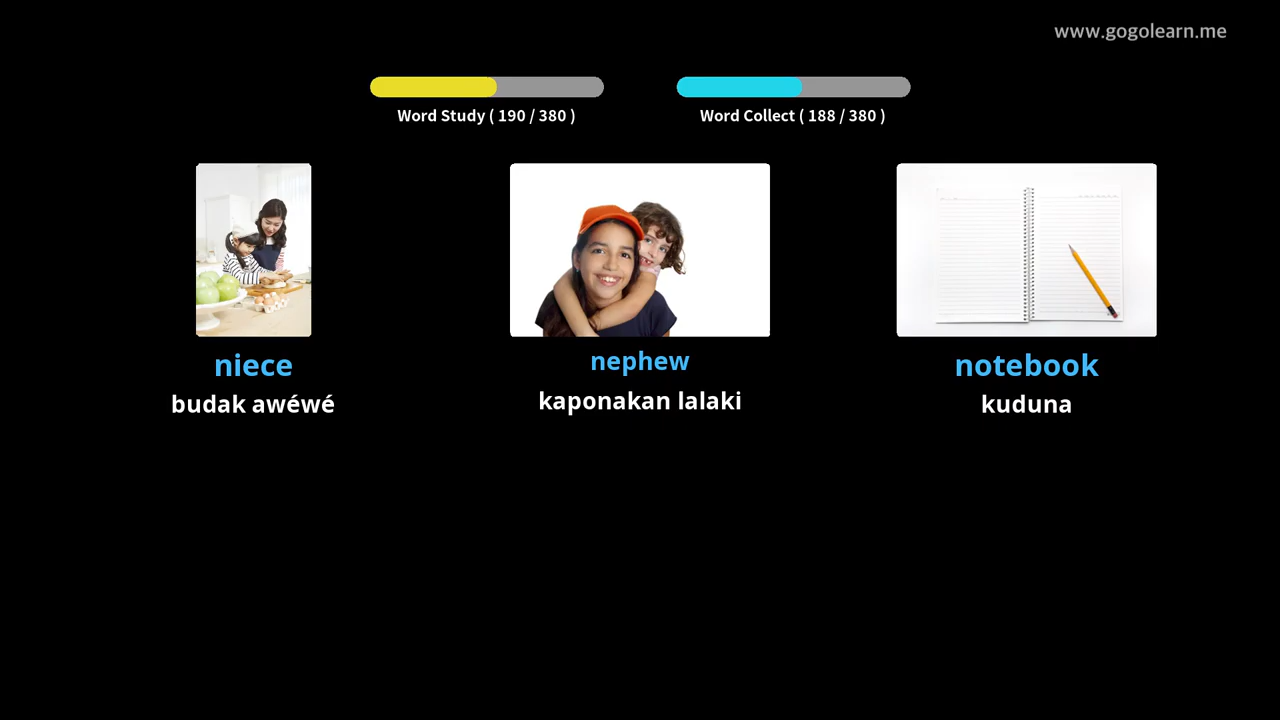 www.gogolearn.me
Word Study ( 190 / 380 )
Word Collect ( 188 / 380 )
niece
budak awéwé
nephew
kaponakan lalaki
notebook
kuduna